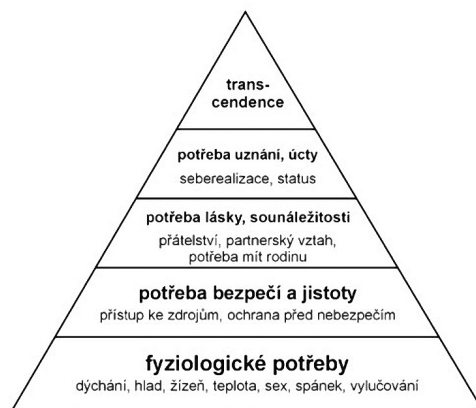 trans-
cendence
potřeba uznání, úcty
seberealizace, status
potřeba lásky, sounáležitosti
přátelství, partnerský vztah,
potřeba mít rodinu
potřeba bezpečí a jistoty
přístup ke zdrojům, ochrana před nebezpečím
fyziologické potřeby
dýchání, hlad, žízeň, teplota, sex, spánek, vylučování